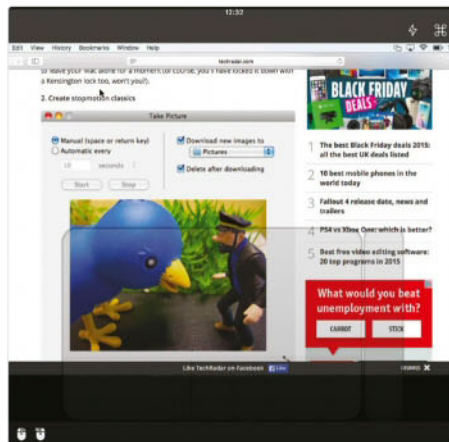 12:52
Edit View History Bookmarks Window Help
techradar.com
to leave your Mac alone for a moment (of course, you'll have locked it down with
a Kensington lock too, won't you?).
2. Create stopmotion classics
Take Picture
Manual (space or return key)
Automatic every
10 seconds
Start Stop
Download new images to
Pictures
Delete after downloading
BLACK FRIDAY
DEALS
1 The best Black Friday deals 2015:
all the best UK deals listed
2 10 best mobile phones in the
world today
3 Fallout 4 release date, news and
trailers
4 PS4 vs Xbox One: which is better?
5 Best free video editing software:
20 top programs in 2015
What would you beat
unemployment with?
CARROT STICK
Like TechRadar on Facebook Like
DISMISS X